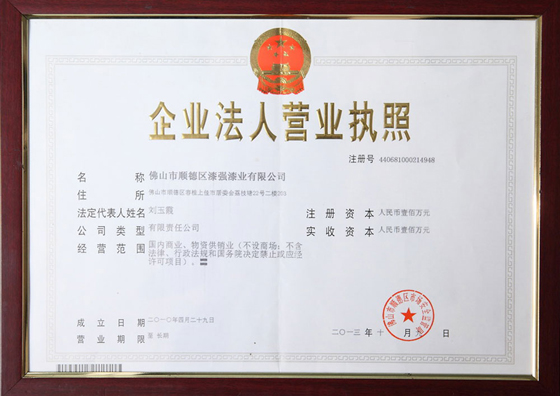 企业法人营业执照
注册号 440681000214948
名称 佛山市顺德区漆强漆业有限公司
住所
法定代表人姓名 刘玉霞
注册资本 人民币壹佰万元
公司类型 有限责任公司
实收资本 人民币壹佰万元
经营范围 国内商业、物资供销业(不设商场;不含
法律、行政法规和国务院决定禁止或应经
许可项目)。
成立日期 二〇一〇年四月二十九日
营业期限 至 长期
二〇一三年十月 日